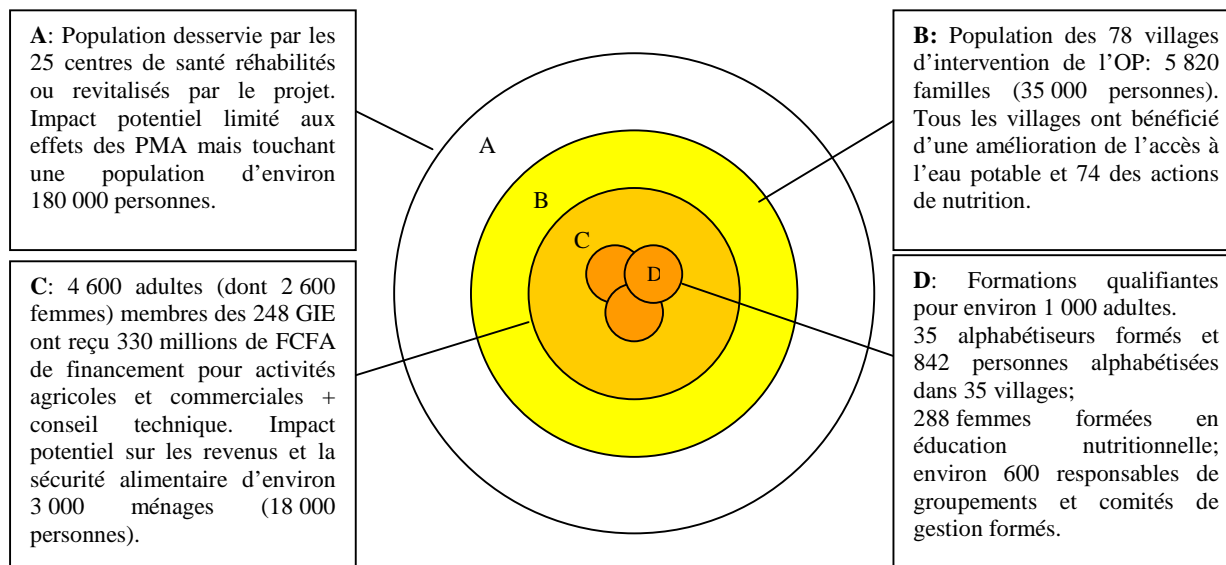 A: Population desservie par les
25 centres de santé réhabilités
ou revitalisés par le projet.
Impact potentiel limité aux
effets des PMA mais touchant
une population d’environ
180 000 personnes.
C: 4 600 adultes (dont 2 600
femmes) membres des 248 GIE
ont reçu 330 millions de FCFA
de financement pour activités
agricoles et commerciales +
conseil technique. Impact
potentiel sur les revenus et la
sécurité alimentaire d’environ
3 000 ménages (18 000
personnes).
A
B
C
D
B: Population des 78 villages
d’intervention de l’OP: 5 820
familles (35 000 personnes).
Tous les villages ont bénéficié
d’une amélioration de l’accès à
l’eau potable et 74 des actions
de nutrition.
D: Formations qualifiantes
pour environ 1 000 adultes.
35 alphabétiseurs formés et
842 personnes alphabétisées
dans 35 villages;
288 femmes formées en
éducation nutritionnelle;
environ 600 responsables de
groupements et comités de
gestion formés.